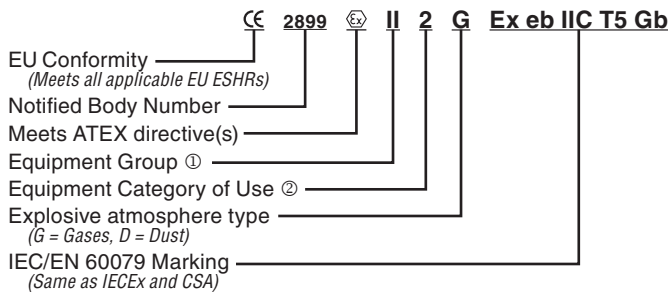 CE 2899 Ex II 2 G Ex eb IIC T5 Gb
EU Conformity
(Meets all applicable EU ESHRs)
Notified Body Number
Meets ATEX directive(s)
Equipment Group ①
Equipment Category of Use ②
Explosive atmosphere type
(G = Gases, D = Dust)
IEC/EN 60079 Marking
(Same as IECEx and CSA)